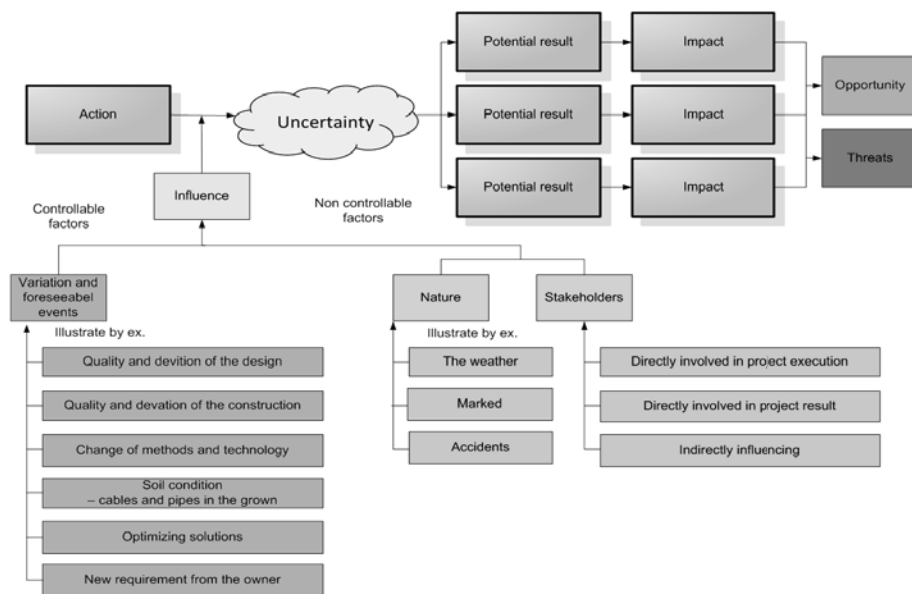 Potential result
Impact
Opportunity
Action
Uncertainty
Potential result
Impact
Threats
Potential result
Impact
Influence
Controllable
factors
Non controllable
factors
Variation and
foreseeabel
events
Nature
Stakeholders
Illustrate by ex.
Quality and devition of the design
Quality and devation of the construction
Change of methods and technology
Soil condition
– cables and pipes in the grown
Optimizing solutions
New requirement from the owner
Illustrate by ex.
The weather
Marked
Accidents
Directly involved in project execution
Directly involved in project result
Indirectly influencing